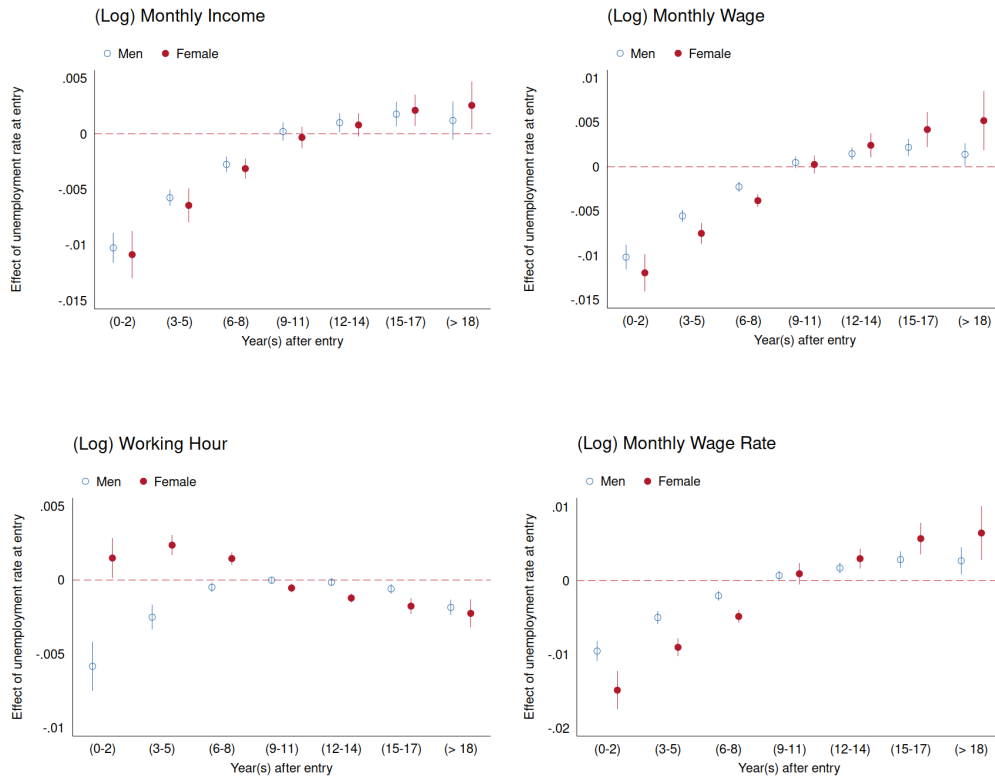 (Log) Monthly Income
Men Female
Effect of unemployment rate at entry
.005
0
-.005
-.01
-.015
(0-2) (3-5) (6-8) (9-11) (12-14) (15-17) (> 18)
Year(s) after entry
(Log) Monthly Wage
Men Female
Effect of unemployment rate at entry
.01
.005
0
-.005
-.01
-.015
(0-2) (3-5) (6-8) (9-11) (12-14) (15-17) (> 18)
Year(s) after entry
(Log) Working Hour
Men Female
Effect of unemployment rate at entry
.005
0
-.005
-.01
(0-2) (3-5) (6-8) (9-11) (12-14) (15-17) (> 18)
Year(s) after entry
(Log) Monthly Wage Rate
Men Female
Effect of unemployment rate at entry
.01
0
-.01
-.02
(0-2) (3-5) (6-8) (9-11) (12-14) (15-17) (> 18)
Year(s) after entry